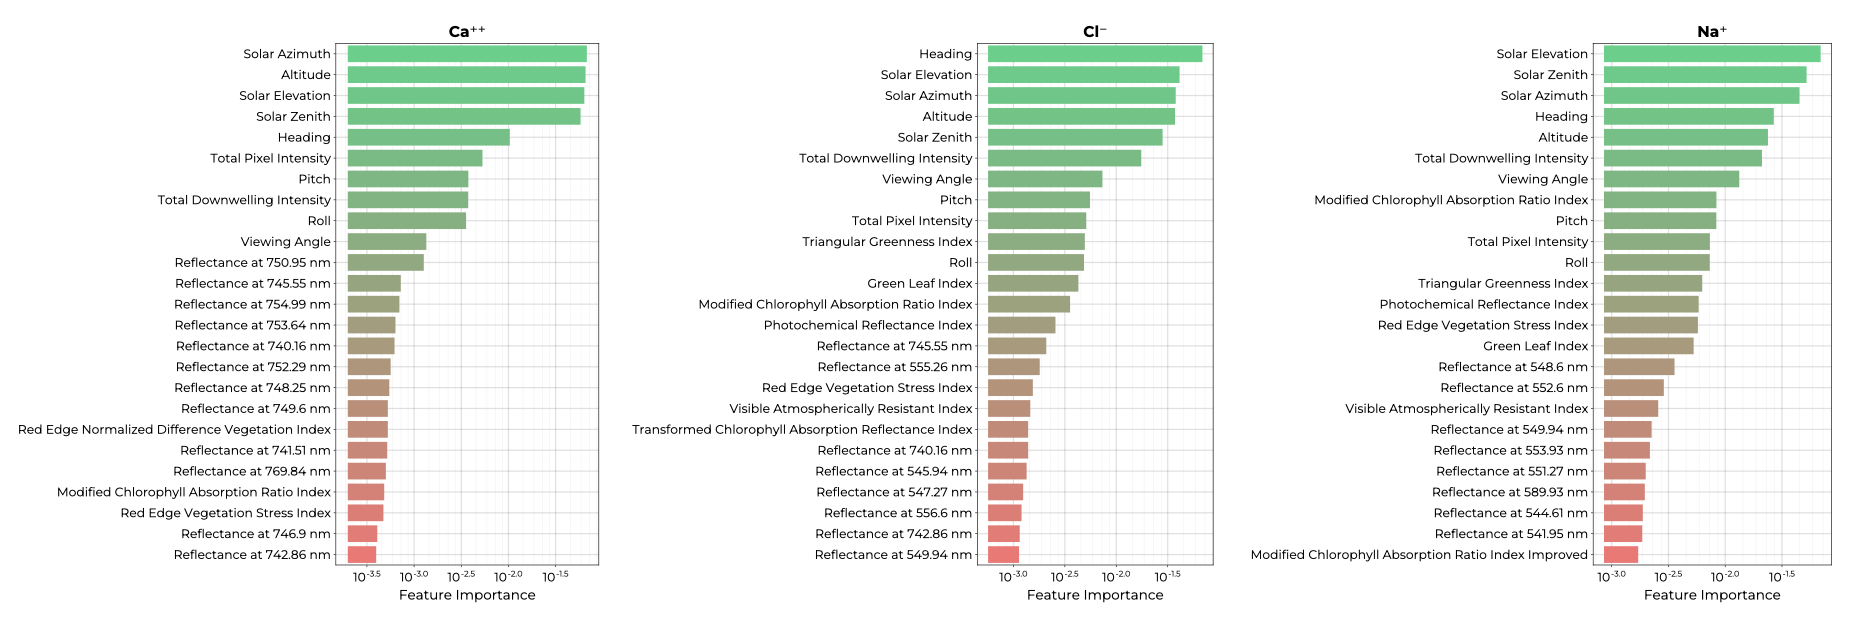 Ca⁺⁺
Solar Azimuth
Altitude
Solar Elevation
Solar Zenith
Heading
Total Pixel Intensity
Pitch
Total Downwelling Intensity
Roll
Viewing Angle
Reflectance at 750.95 nm
Reflectance at 745.55 nm
Reflectance at 754.99 nm
Reflectance at 753.64 nm
Reflectance at 740.16 nm
Reflectance at 752.29 nm
Reflectance at 748.25 nm
Reflectance at 749.6 nm
Red Edge Normalized Difference Vegetation Index
Reflectance at 741.51 nm
Reflectance at 769.84 nm
Modified Chlorophyll Absorption Ratio Index
Red Edge Vegetation Stress Index
Reflectance at 746.9 nm
Reflectance at 742.86 nm
10⁻³·⁵ 10⁻³·⁰ 10⁻²·⁵ 10⁻²·⁰ 10⁻¹·⁵
Feature Importance
Cl⁻
Heading
Solar Elevation
Solar Azimuth
Altitude
Solar Zenith
Total Downwelling Intensity
Viewing Angle
Pitch
Total Pixel Intensity
Triangular Greenness Index
Roll
Green Leaf Index
Modified Chlorophyll Absorption Ratio Index
Photochemical Reflectance Index
Reflectance at 745.55 nm
Reflectance at 555.26 nm
Red Edge Vegetation Stress Index
Visible Atmospherically Resistant Index
Transformed Chlorophyll Absorption Reflectance Index
Reflectance at 740.16 nm
Reflectance at 545.94 nm
Reflectance at 547.27 nm
Reflectance at 556.6 nm
Reflectance at 742.86 nm
Reflectance at 549.94 nm
10⁻³·⁰ 10⁻²·⁵ 10⁻²·⁰ 10⁻¹·⁵
Feature Importance
Na⁺
Solar Elevation
Solar Zenith
Solar Azimuth
Heading
Altitude
Total Downwelling Intensity
Viewing Angle
Modified Chlorophyll Absorption Ratio Index
Pitch
Total Pixel Intensity
Roll
Triangular Greenness Index
Photochemical Reflectance Index
Red Edge Vegetation Stress Index
Green Leaf Index
Reflectance at 548.6 nm
Reflectance at 552.6 nm
Visible Atmospherically Resistant Index
Reflectance at 549.94 nm
Reflectance at 553.93 nm
Reflectance at 551.27 nm
Reflectance at 589.93 nm
Reflectance at 544.61 nm
Reflectance at 541.95 nm
Modified Chlorophyll Absorption Ratio Index Improved
10⁻³·⁰ 10⁻²·⁵ 10⁻²·⁰ 10⁻¹·⁵
Feature Importance